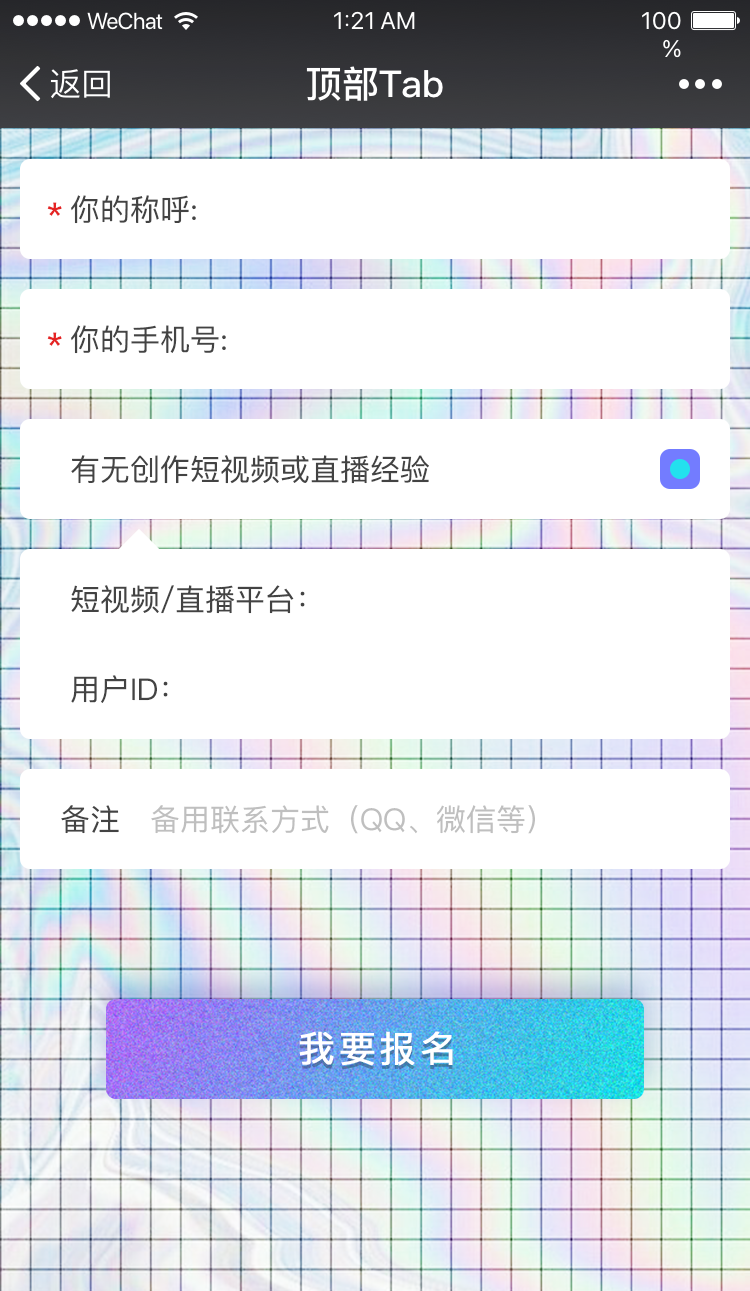 WeChat 1:21 AM 100
%
返回 顶部Tab
* 你的称呼:
* 你的手机号:
有无创作短视频或直播经验
短视频/直播平台：
用户ID：
备注 备用联系方式（QQ、微信等）
我要报名